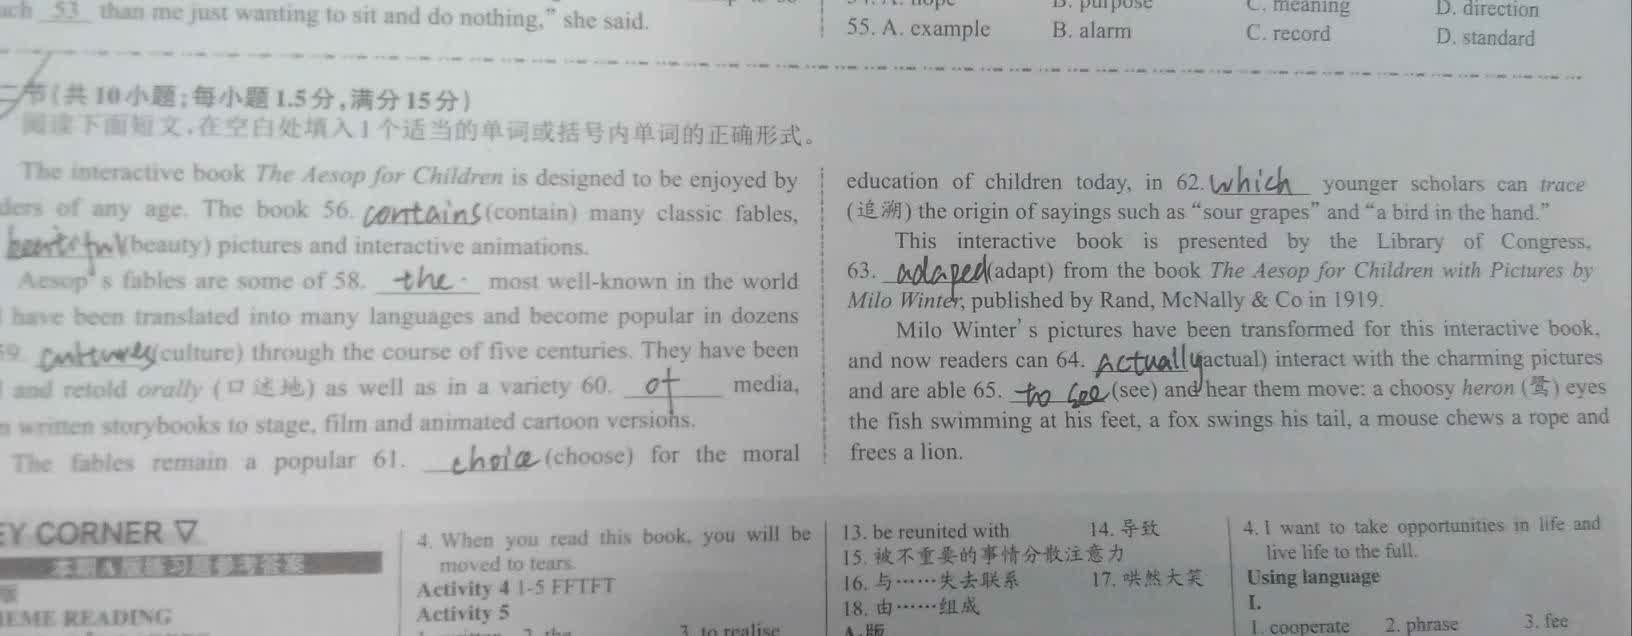 53 than me just wanting to sit and do nothing," she said.
B. purpose C. meaning D. direction
55. A. example B. alarm C. record D. standard
节(共10小题;每小题1.5分,满分15分)
阅读下面短文,在空白处填入1个适当的单词或括号内单词的正确形式。
The interactive book The Aesop for Children is designed to be enjoyed by
of any age. The book 56. contains (contain) many classic fables,
(beauty) pictures and interactive animations.
Aesop's fables are some of 58. the most well-known in the world
have been translated into many languages and become popular in dozens
cultures (culture) through the course of five centuries. They have been
and retold orally (口述地) as well as in a variety 60. of media,
written storybooks to stage, film and animated cartoon versions.
The fables remain a popular 61. choice (choose) for the moral
education of children today, in 62. which younger scholars can trace
(追溯) the origin of sayings such as "sour grapes" and "a bird in the hand."
This interactive book is presented by the Library of Congress,
63. adaped (adapt) from the book The Aesop for Children with Pictures by
Milo Winter, published by Rand, McNally & Co in 1919.
Milo Winter's pictures have been transformed for this interactive book,
and now readers can 64. Actually (actual) interact with the charming pictures
and are able 65. to see (see) and hear them move: a choosy heron (鹭) eyes
the fish swimming at his feet, a fox swings his tail, a mouse chews a rope and
frees a lion.
CORNER
本期A版练习题参考答案
READING
4. When you read this book, you will be
moved to tears.
Activity 4 1-5 FFTFT
Activity 5
3. to realise
13. be reunited with 14. 导致
15. 被不重要的事情分散注意力
16. 与……失去联系 17. 哄然大笑
18. 由……组成
4. I want to take opportunities in life and
live life to the full.
Using language
I.
1. cooperate 2. phrase 3. fee